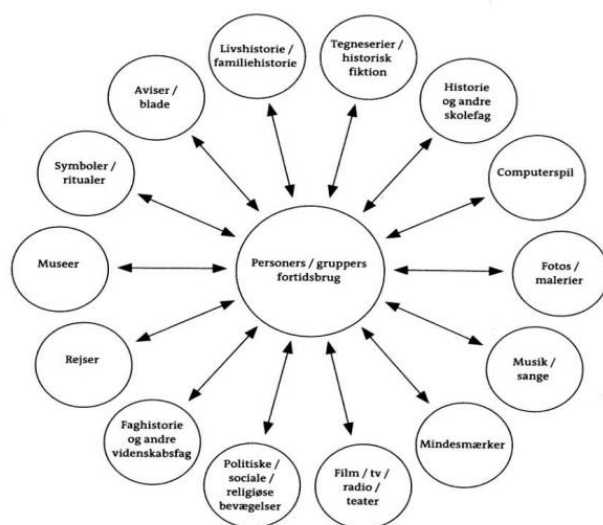 Livshistorie /
familiehistorie
Tegneserier /
historisk
fiktion
Historie
og andre
skolefag
Computerspil
Fotos /
malerier
Musik /
sange
Mindesmærker
Film / tv /
radio /
teater
Politiske /
sociale /
religiøse
bevægelser
Faghistorie
og andre
videnskabsfag
Rejser
Museer
Symboler /
ritualer
Aviser /
blade
Personers / gruppers
fortidsbrug